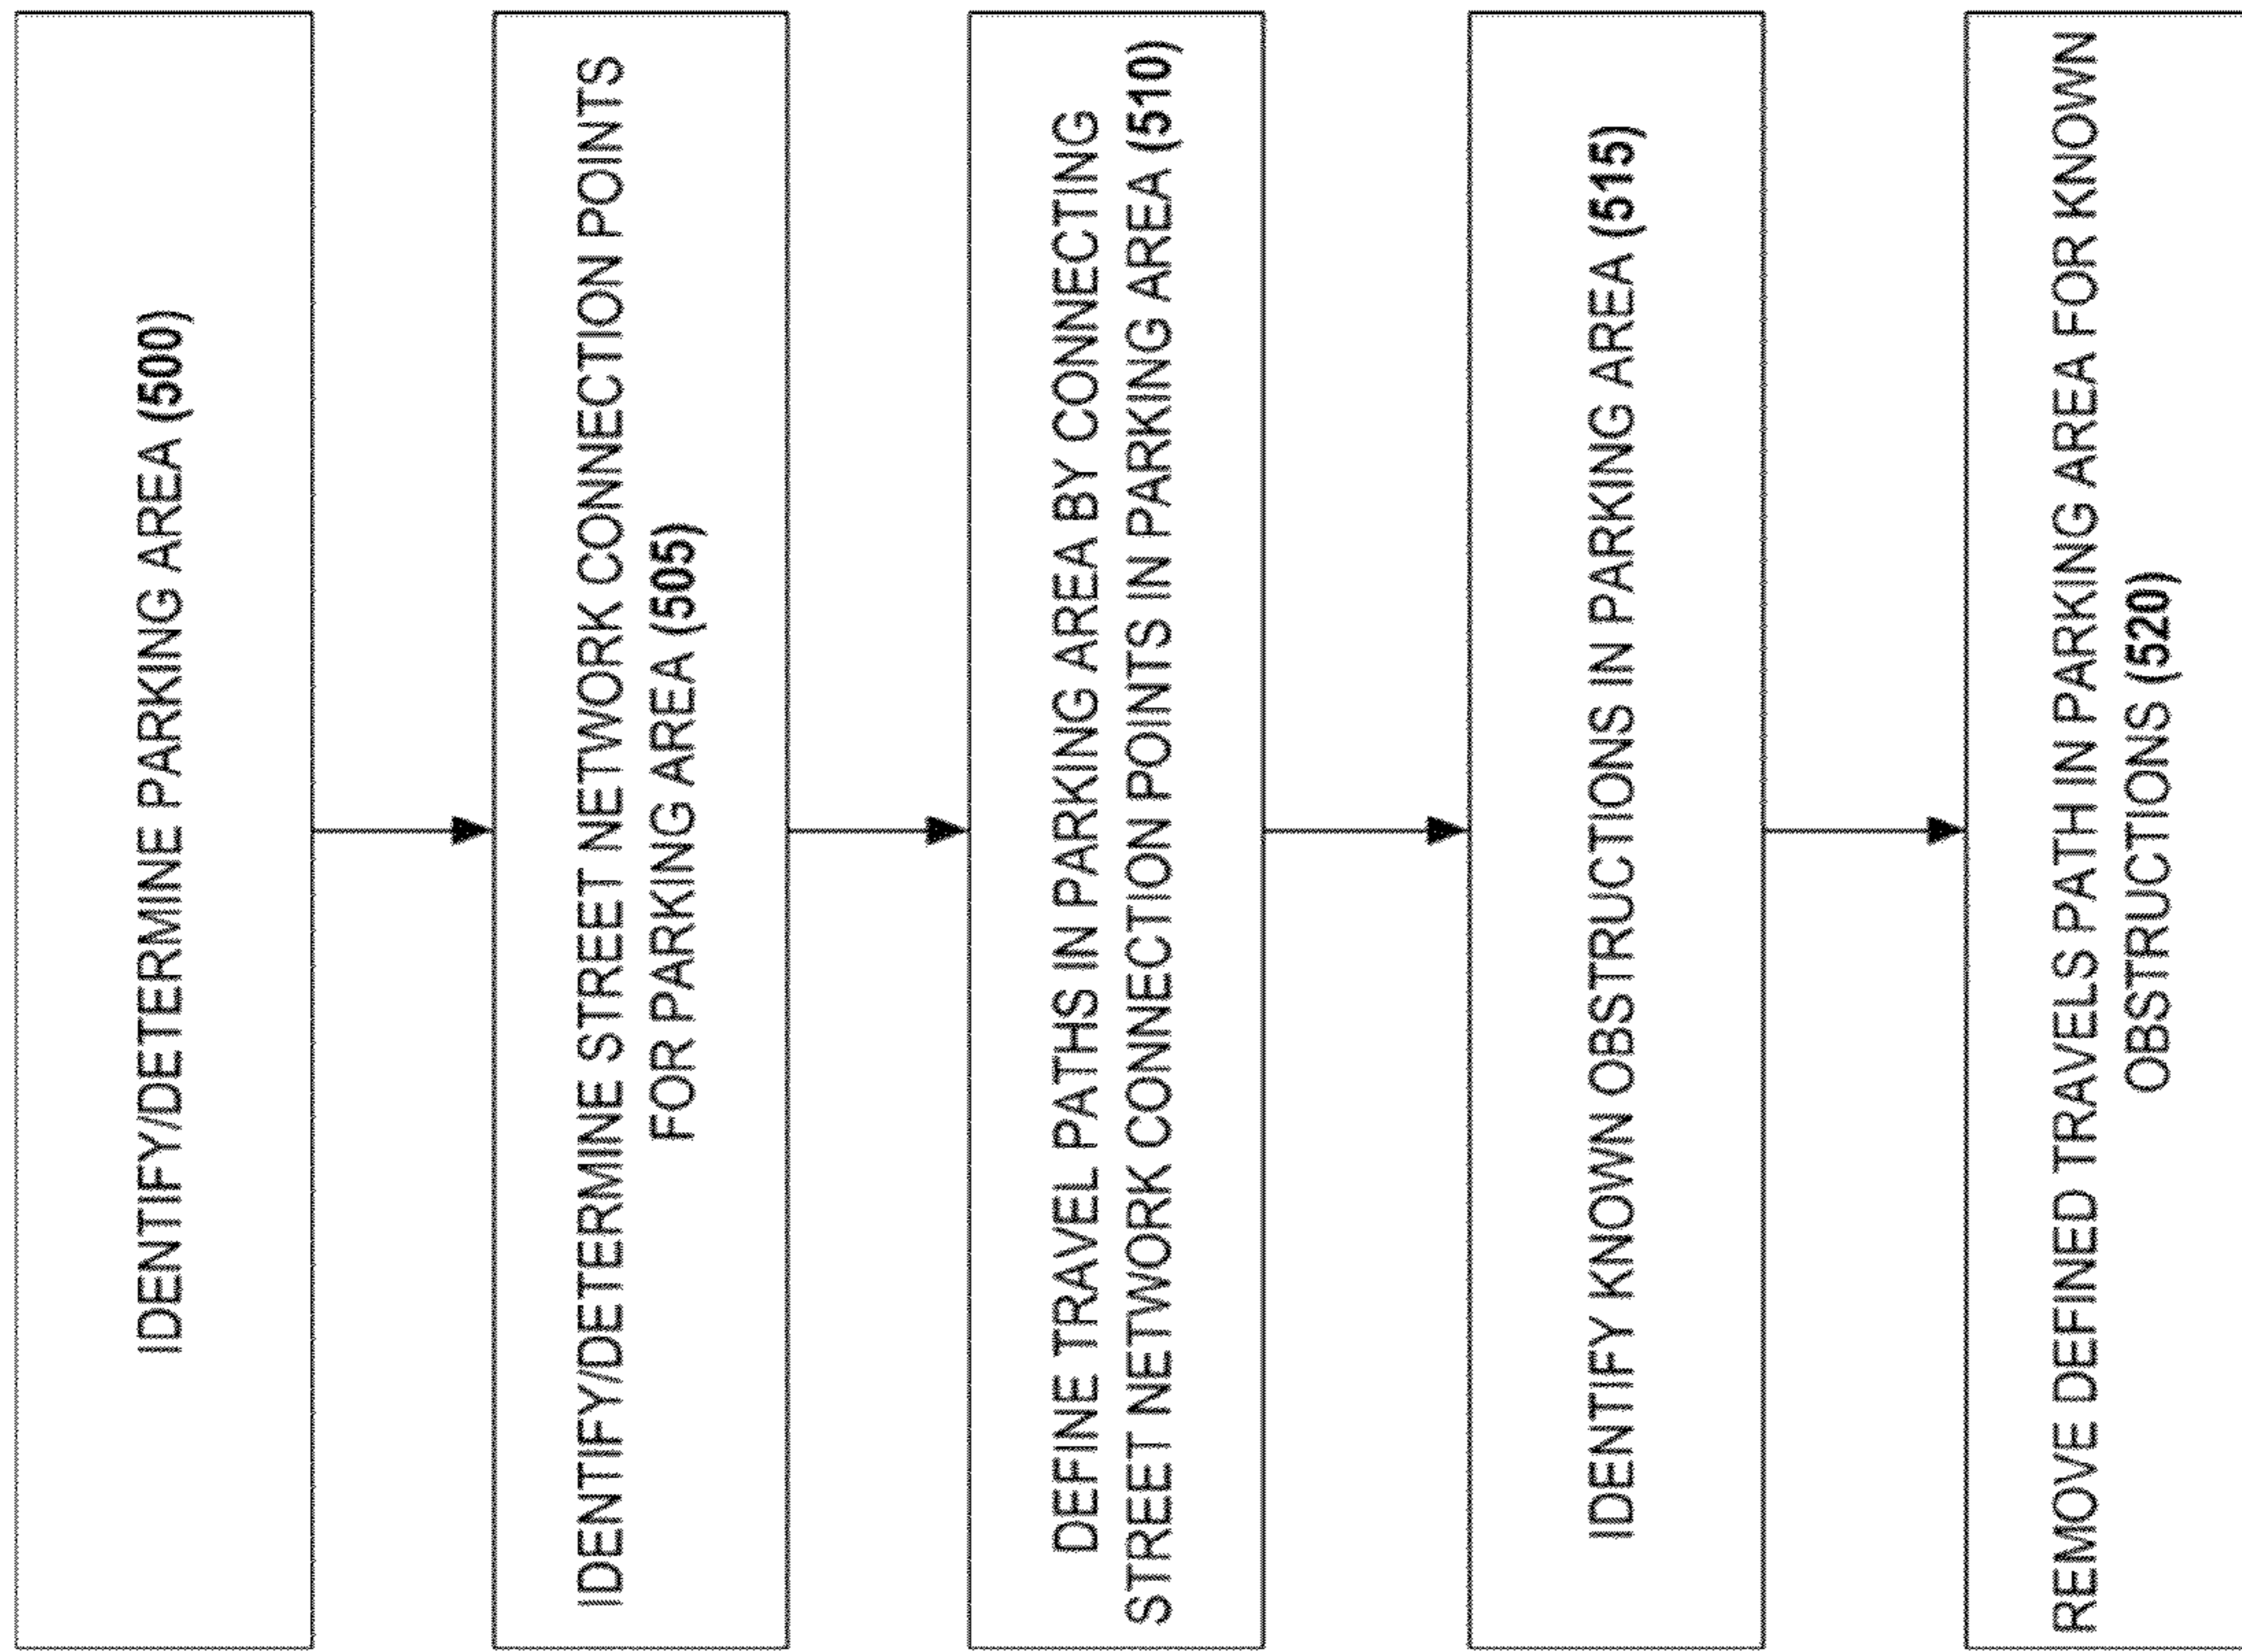 IDENTIFY/DETERMINE PARKING AREA (500)
IDENTIFY/DETERMINE STREET NETWORK CONNECTION POINTS
FOR PARKING AREA (505)
DEFINE TRAVEL PATHS IN PARKING AREA BY CONNECTING
STREET NETWORK CONNECTION POINTS IN PARKING AREA (510)
IDENTIFY KNOWN OBSTRUCTIONS IN PARKING AREA (515)
REMOVE DEFINED TRAVELS PATH IN PARKING AREA FOR KNOWN
OBSTRUCTIONS (520)